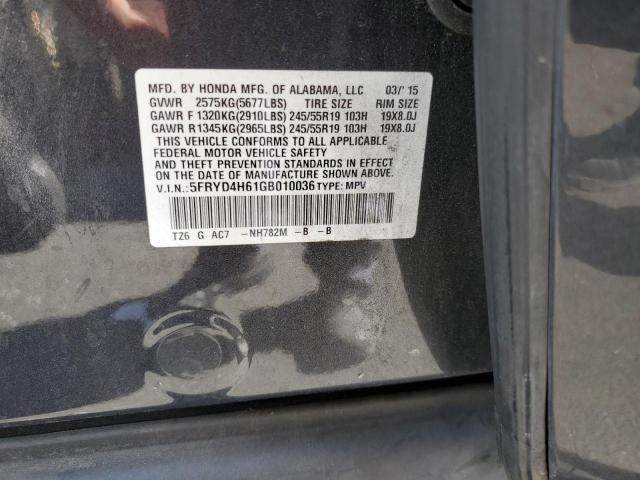 MFD. BY HONDA MFG. OF ALABAMA, LLC 03/'15
GVWR 2575KG(5677LBS) TIRE SIZE RIM SIZE
GAWR F 1320KG(2910LBS) 245/55R19 103H 19X8.0J
GAWR R 1345KG(2965LBS) 245/55R19 103H 19X8.0J
THIS VEHICLE CONFORMS TO ALL APPLICABLE
FEDERAL MOTOR VEHICLE SAFETY
AND THEFT PREVENTION STANDARDS IN EFFECT
ON THE DATE OF MANUFACTURE SHOWN ABOVE.
V.I.N.: 5FRYD4H61GB010036 TYPE: MPV
TZ6 G AC7 -NH782M -B -B